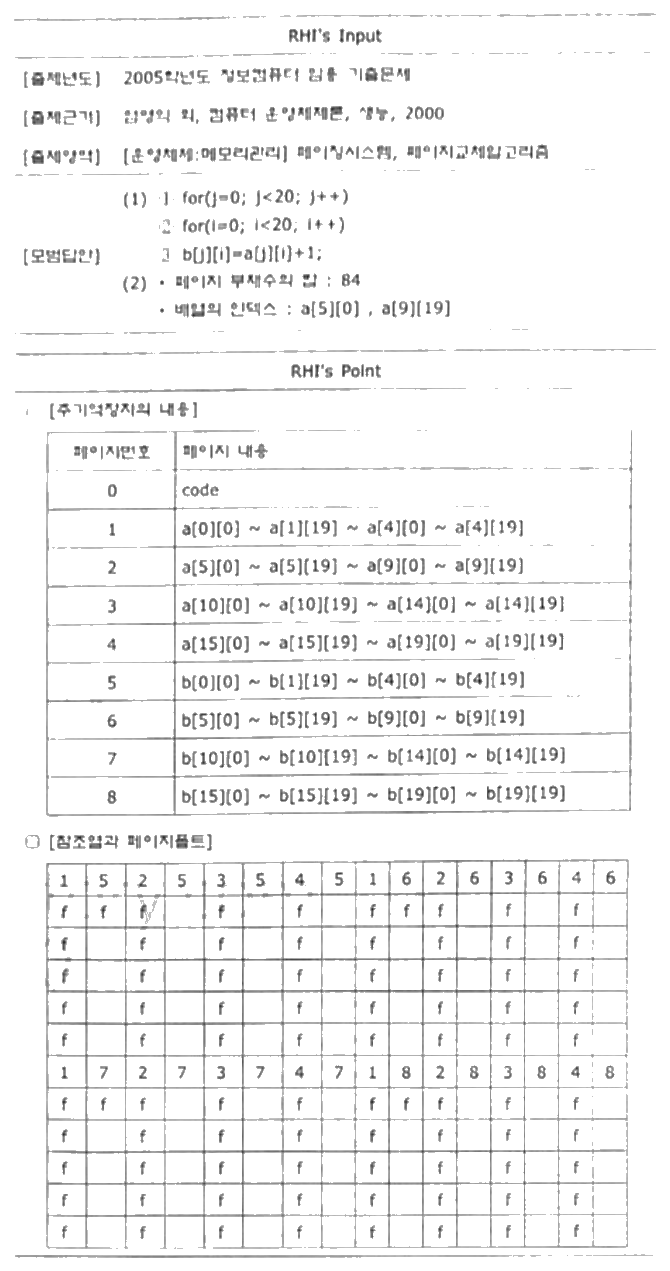 RHI's Input
[출제년도] 2005학년도 정보컴퓨터 임용 기출문제
[출제근거] 임영의 외, 컴퓨터 운영체제론, 생능, 2000
[출제영역] [운영체제:메모리관리] 페이징시스템, 페이지교체알고리즘
[모범답안]
(1) 1 for(j=0; j<20; j++)
2 for(i=0; i<20; i++)
3 b[j][i]=a[j][i]+1;
(2) • 페이지 부재수의 합 : 84
• 배열의 인덱스 : a[5][0] , a[9][19]
RHI's Point
[주기억장치의 내용]
페이지번호 페이지 내용
0 code
1 a[0][0] ~ a[1][19] ~ a[4][0] ~ a[4][19]
2 a[5][0] ~ a[5][19] ~ a[9][0] ~ a[9][19]
3 a[10][0] ~ a[10][19] ~ a[14][0] ~ a[14][19]
4 a[15][0] ~ a[15][19] ~ a[19][0] ~ a[19][19]
5 b[0][0] ~ b[1][19] ~ b[4][0] ~ b[4][19]
6 b[5][0] ~ b[5][19] ~ b[9][0] ~ b[9][19]
7 b[10][0] ~ b[10][19] ~ b[14][0] ~ b[14][19]
8 b[15][0] ~ b[15][19] ~ b[19][0] ~ b[19][19]
[참조열과 페이지폴트]
1 5 2 5 3 5 4 5 1 6 2 6 3 6 4 6
f f f f f f f f f f
f f f f f f f f
f f f f f f f f
f f f f f f f f
f f f f f f f f
1 7 2 7 3 7 4 7 1 8 2 8 3 8 4 8
f f f f f f f f f f
f f f f f f f f
f f f f f f f f
f f f f f f f f
f f f f f f f f